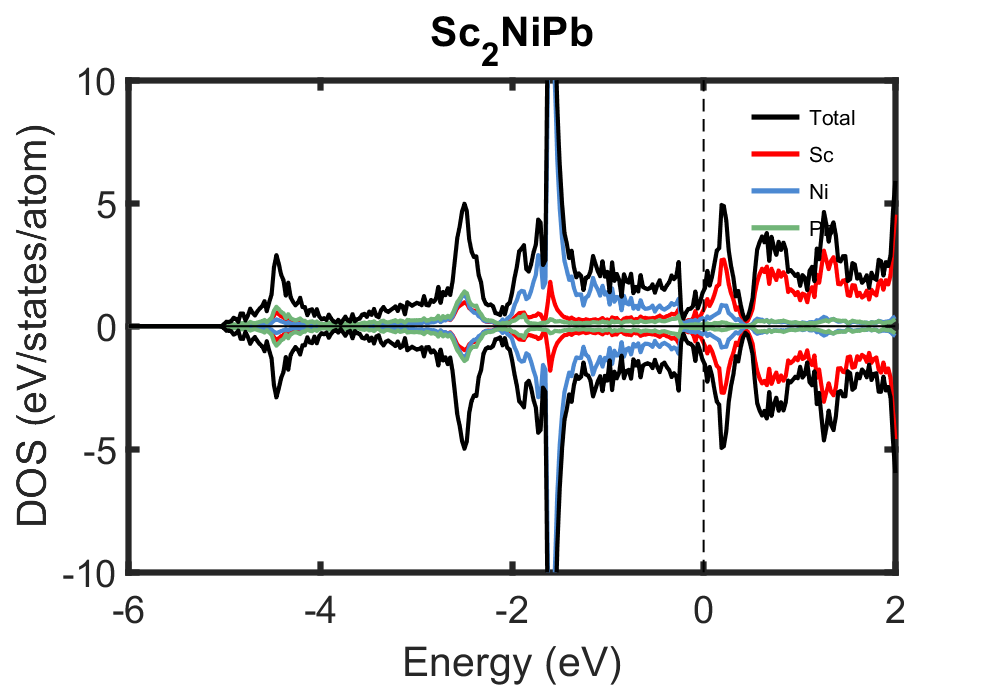 Sc2NiPb
10
5
0
-5
-10
DOS (eV/states/atom)
Total
Sc
Ni
-6
-4
-2
0
2
Energy (eV)